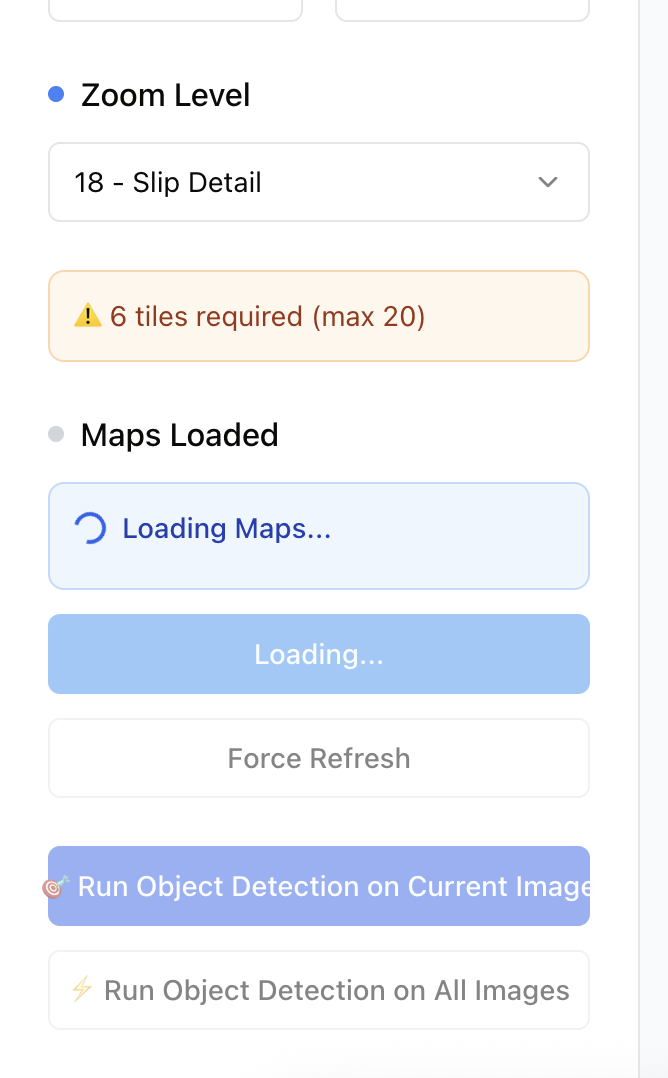 Zoom Level
18 - Slip Detail
⚠️ 6 tiles required (max 20)
Maps Loaded
Loading Maps...
Loading...
Force Refresh
🎯 Run Object Detection on Current Image
⚡ Run Object Detection on All Images